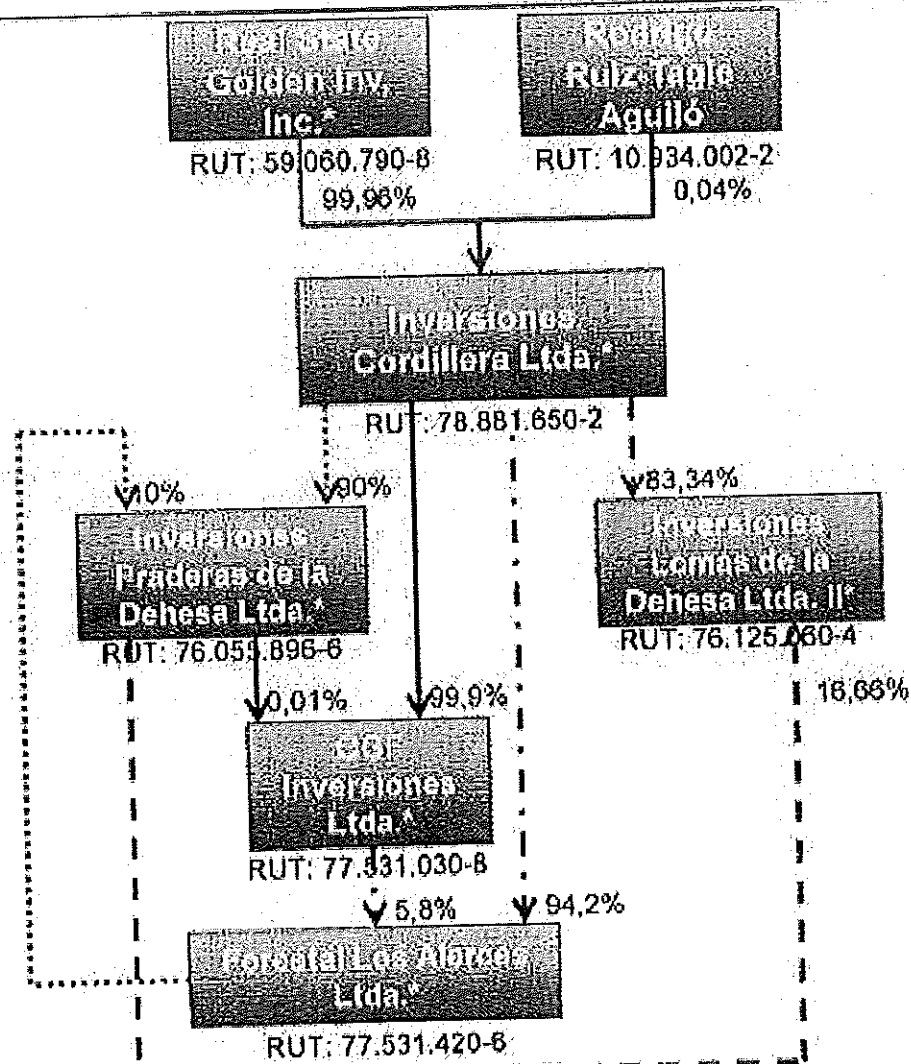 Real State
Golden Inv,
Inc.*
RUT: 59.060.790-8
99,96%
Rodrigo
Ruiz-Tagle
Aguiló
RUT: 10.934.002-2
0,04%
Inversiones
Cordillera Ltda.*
RUT: 78.881.650-2
10%
90%
83,34%
Inversiones
Praderas de la
Dehesa Ltda.*
RUT: 76.055.896-6
Inversiones
Lomas de la
Dehesa Ltda. II*
RUT: 76.125.060-4
16,66%
0,01%
99,9%
Inversiones
Ltda.*
RUT: 77.531.030-8
5,8%
94,2%
Forestal Los Alerces
Ltda.*
RUT: 77.531.420-6